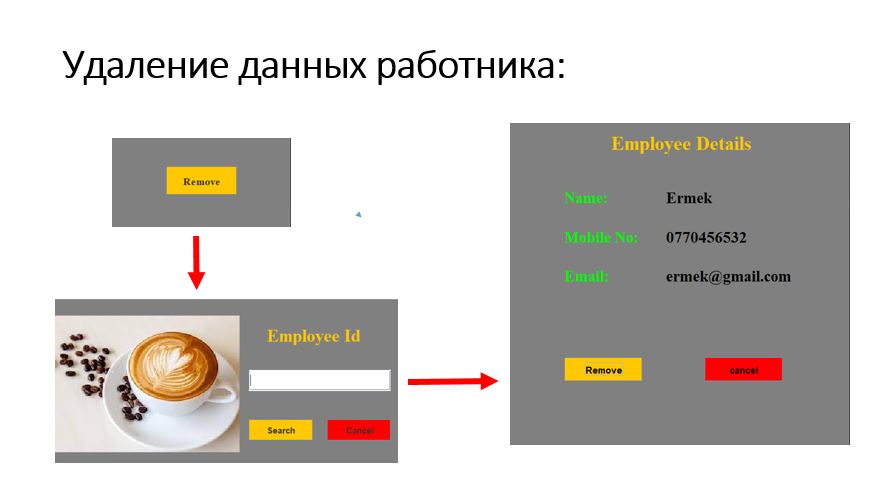 Удаление данных работника:
Remove
Employee Id
Search Cancel
Employee Details
Name: Ermek
Mobile No: 0770456532
Email: ermek@gmail.com
Remove cancel